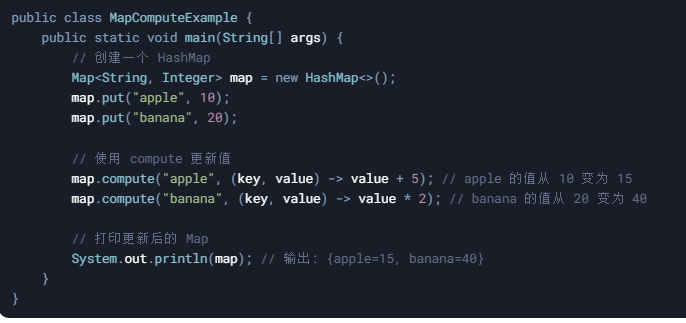 public class MapComputeExample {
    public static void main(String[] args) {
        // 创建一个 HashMap
        Map<String, Integer> map = new HashMap<>();
        map.put("apple", 10);
        map.put("banana", 20);

        // 使用 compute 更新值
        map.compute("apple", (key, value) -> value + 5); // apple 的值从 10 变为 15
        map.compute("banana", (key, value) -> value * 2); // banana 的值从 20 变为 40

        // 打印更新后的 Map
        System.out.println(map); // 输出: {apple=15, banana=40}
    }
}